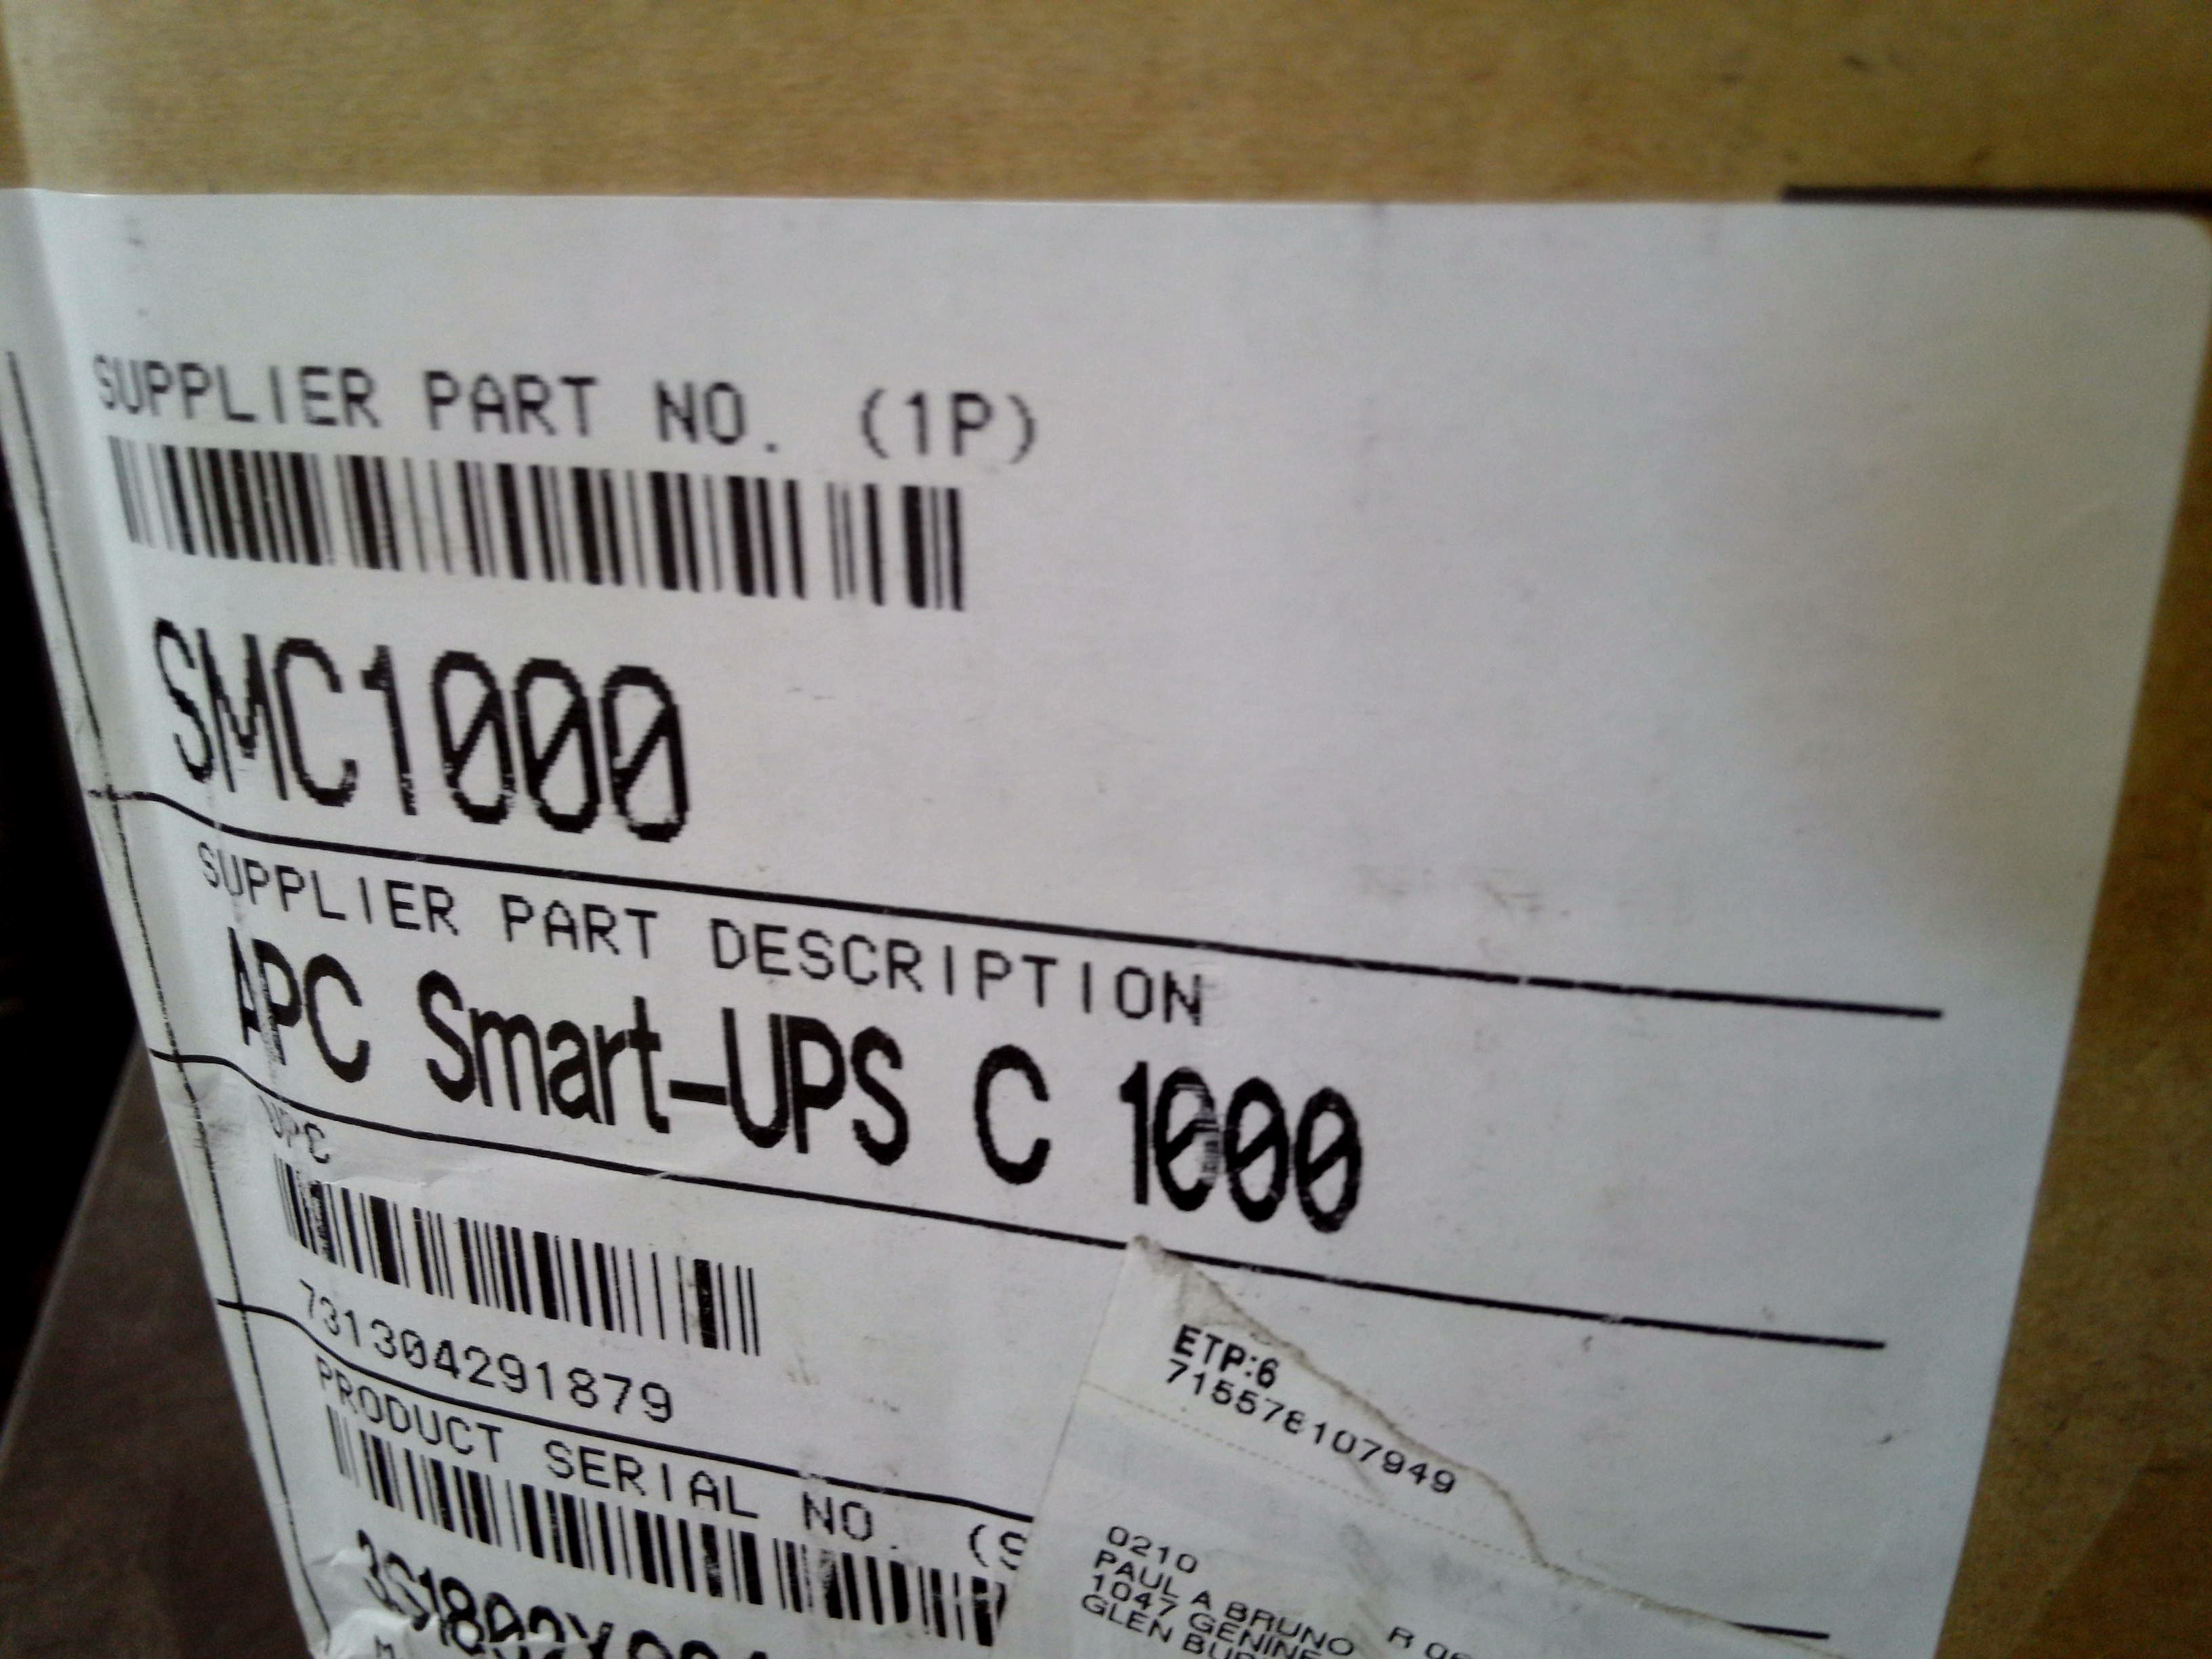 SUPPLIER PART NO. (1P)
SMC1000
SUPPLIER PART DESCRIPTION
APC Smart-UPS C 1000
UPC
731304291879
PRODUCT SERIAL NO. (S
ETP:6
715578107949
0210
PAUL A BRUNO
1047 GENINE
GLEN BUR